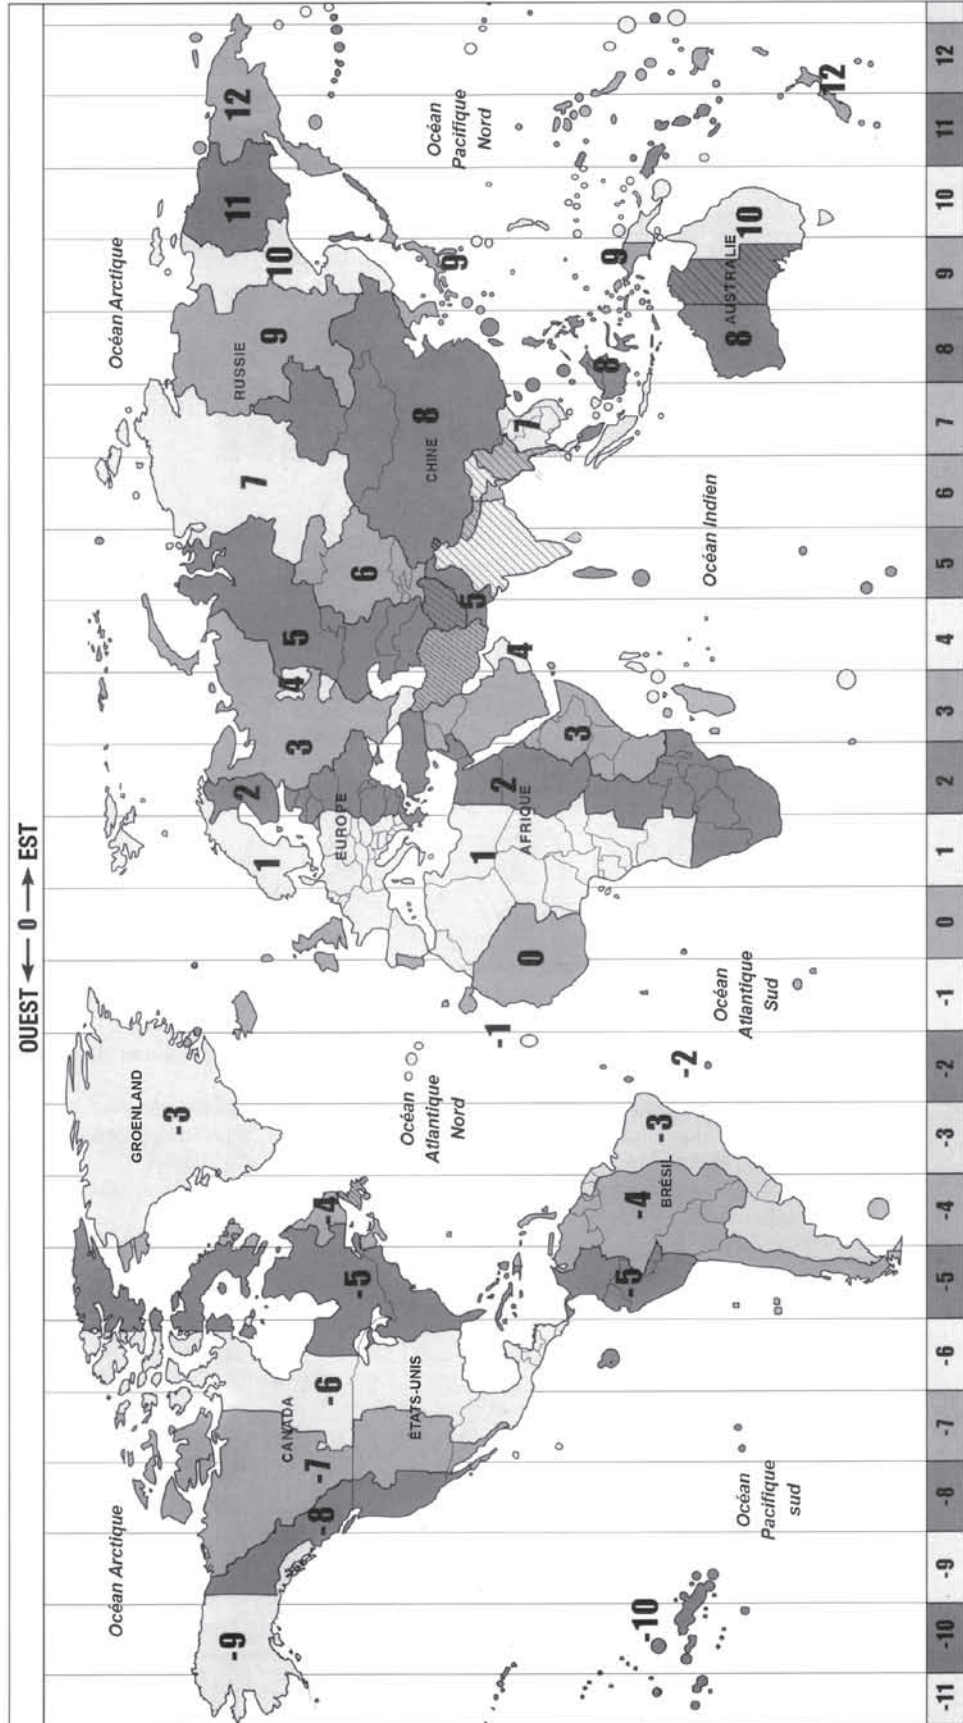 OUEST ← 0 → EST
Océan Arctique
GROENLAND
-3
Océan Arctique
-9
-8
-7
CANADA
-6
-5
-4
ÉTATS-UNIS
Océan
Atlantique
Nord
-1
1
2
3
4
5
7
RUSSIE
9
10
11
12
EUROPE
6
CHINE
8
9
Océan
Pacifique
Nord
0
1
AFRIQUE
2
3
4
5
7
8
9
-10
Océan
Pacifique
sud
-5
-4
BRÉSIL
-3
-2
Océan
Atlantique
Sud
Océan Indien
8
AUSTRALIE
10
12
-11
-10
-9
-8
-7
-6
-5
-4
-3
-2
-1
0
1
2
3
4
5
6
7
8
9
10
11
12